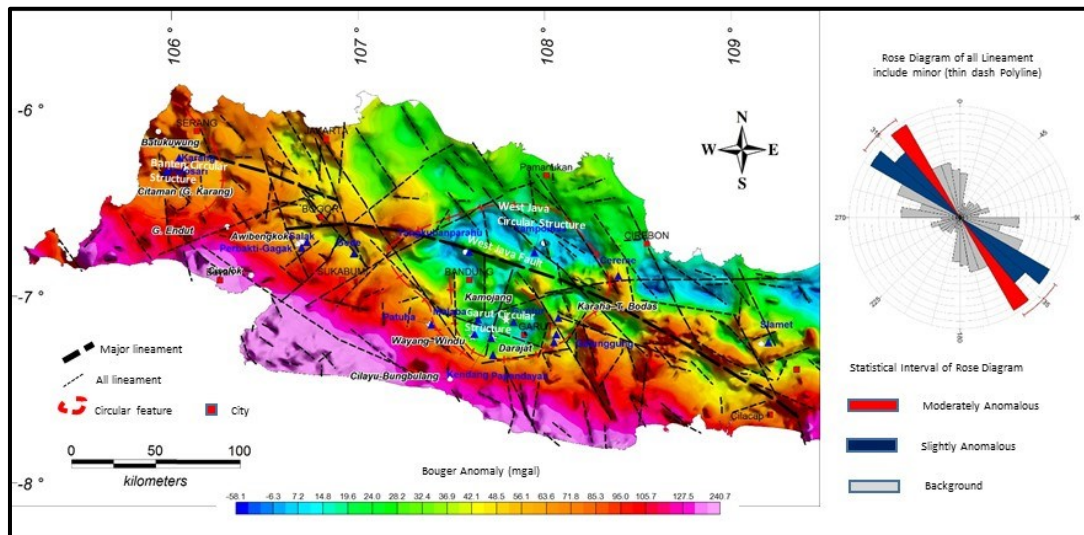 106
107
108
109
-6 °
-7 °
-8 °
SERANG
Batukuwung
Karang
Banten Circular
Structure
Citaman (G. Karang)
BOGOR
G. Endut
Awibengkok
Salak
Perbakti-Gagak
Gede
Cisolok
SUKABUMI
Pamanukan
West Java
Circular Structure
West Java Fault
CIREBON
Cereme
BANDUNG
Kamojang
Garut Circular
Structure
GARUT
Karaha-T. Bodas
Patuha
Wayang-Windu
Darajat
Slamet
Cilayu-Bungbulang
Kendang
Papandayan
Cilacap
N
W
E
S
Major lineament
All lineament
Circular feature
City
0
50
100
kilometers
Bouger Anomaly (mgal)
-58.1
-6.3
7.2
14.8
19.6
24.0
28.2
32.4
36.9
42.8
48.5
56.1
63.6
72.8
85.3
95.0
105.7
127.5
240.7
Rose Diagram of all Lineament
include minor (thin dash Polyline)
0
45
270
90
225
Statistical Interval of Rose Diagram
Moderately Anomalous
Slightly Anomalous
Background